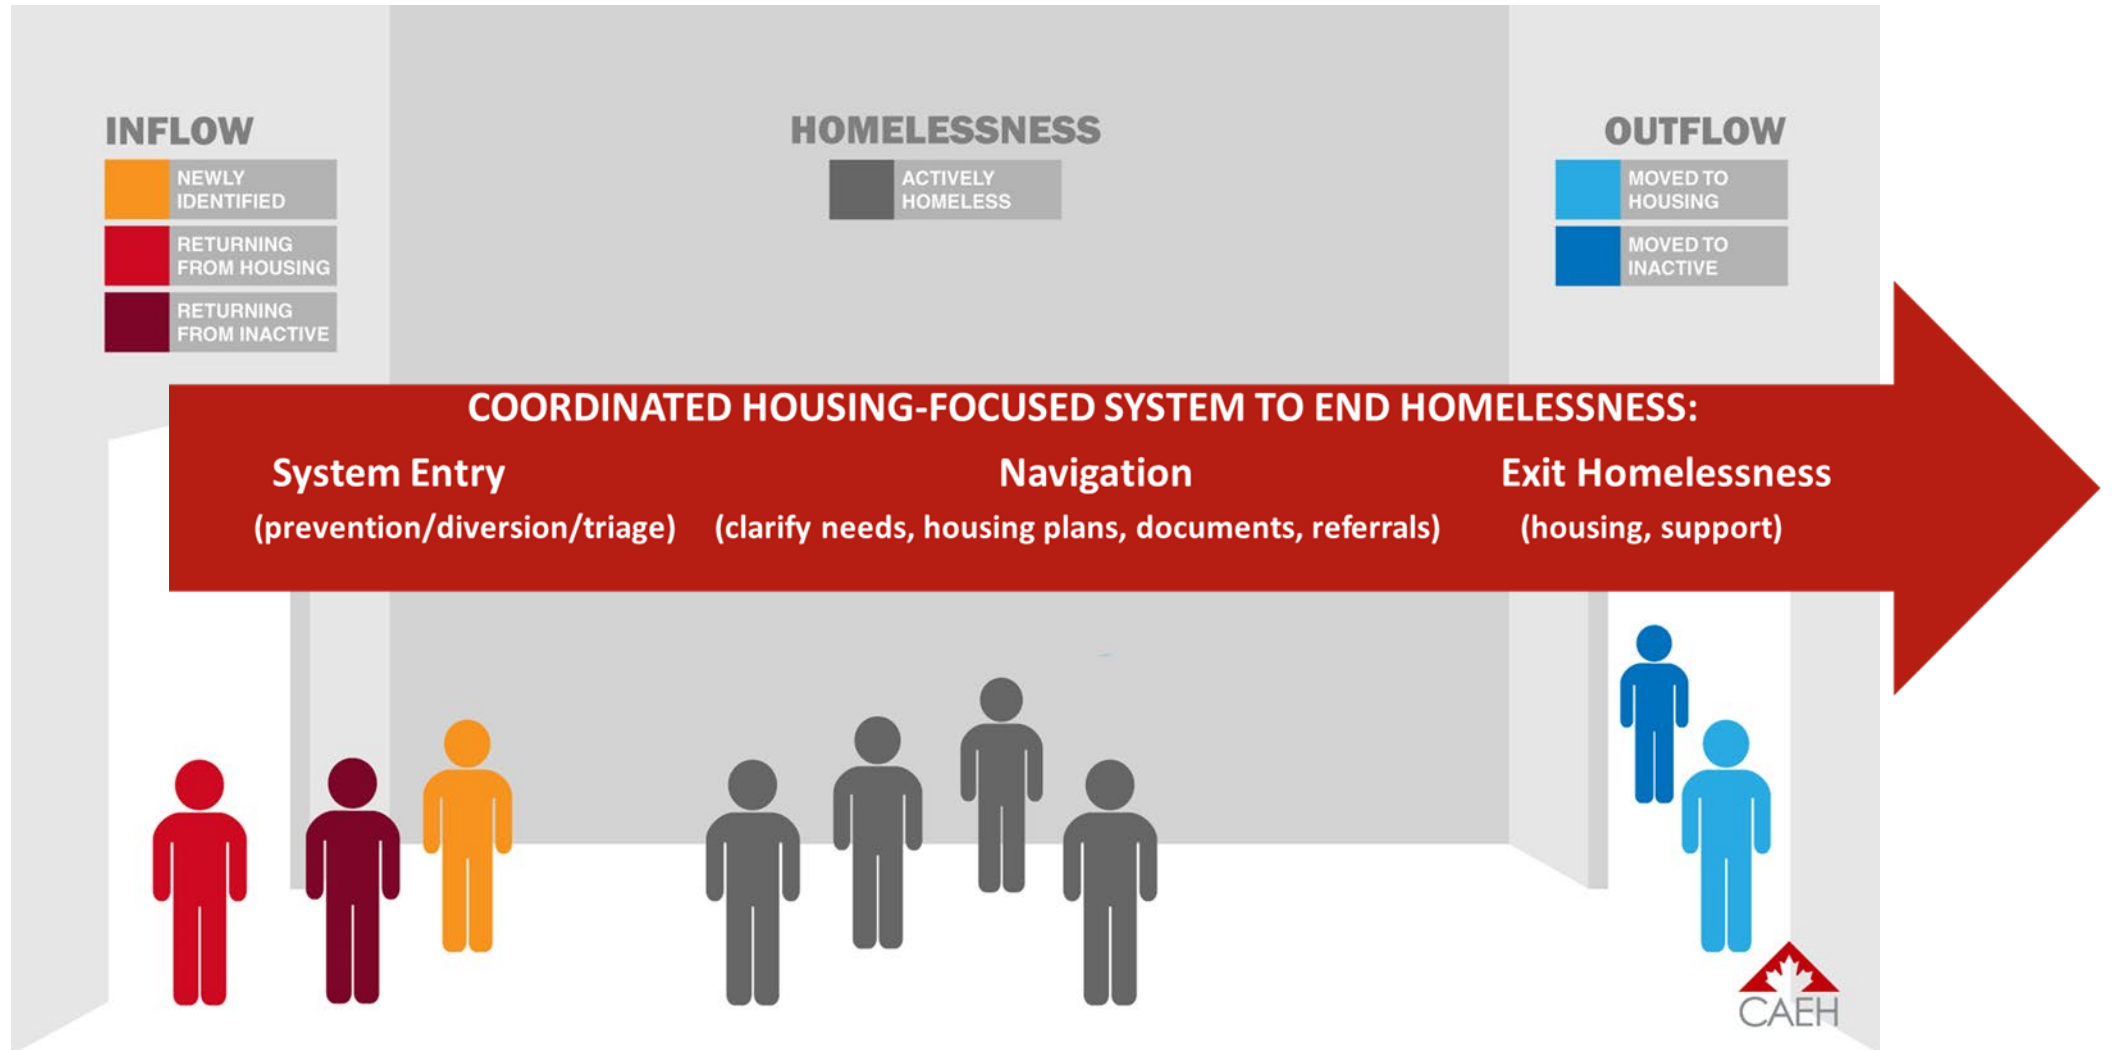 INFLOW
NEWLY
IDENTIFIED
RETURNING
FROM HOUSING
RETURNING
FROM INACTIVE
HOMELESSNESS
ACTIVELY
HOMELESS
OUTFLOW
MOVED TO
HOUSING
MOVED TO
INACTIVE
COORDINATED HOUSING-FOCUSED SYSTEM TO END HOMELESSNESS:
System Entry
(prevention/diversion/triage)
Navigation
(clarify needs, housing plans, documents, referrals)
Exit Homelessness
(housing, support)
CAEH